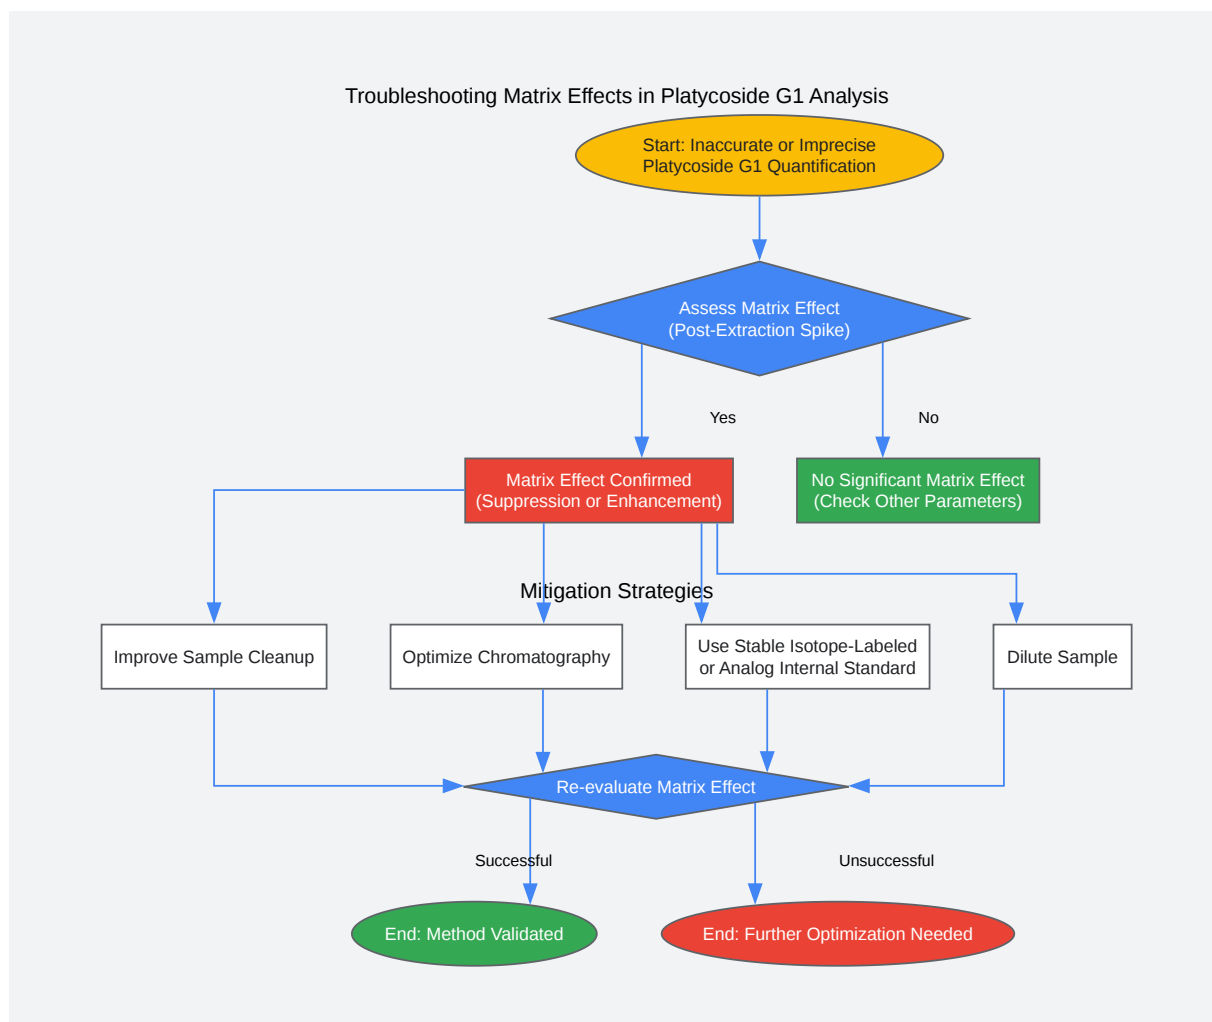 Troubleshooting Matrix Effects in Platycoside G1 Analysis
Start: Inaccurate or Imprecise
Platycoside G1 Quantification
Assess Matrix Effect
(Post-Extraction Spike)
Yes
No
Matrix Effect Confirmed
(Suppression or Enhancement)
No Significant Matrix Effect
(Check Other Parameters)
Mitigation Strategies
Improve Sample Cleanup
Optimize Chromatography
Use Stable Isotope-Labeled
or Analog Internal Standard
Dilute Sample
Re-evaluate Matrix Effect
Successful
Unsuccessful
End: Method Validated
End: Further Optimization Needed